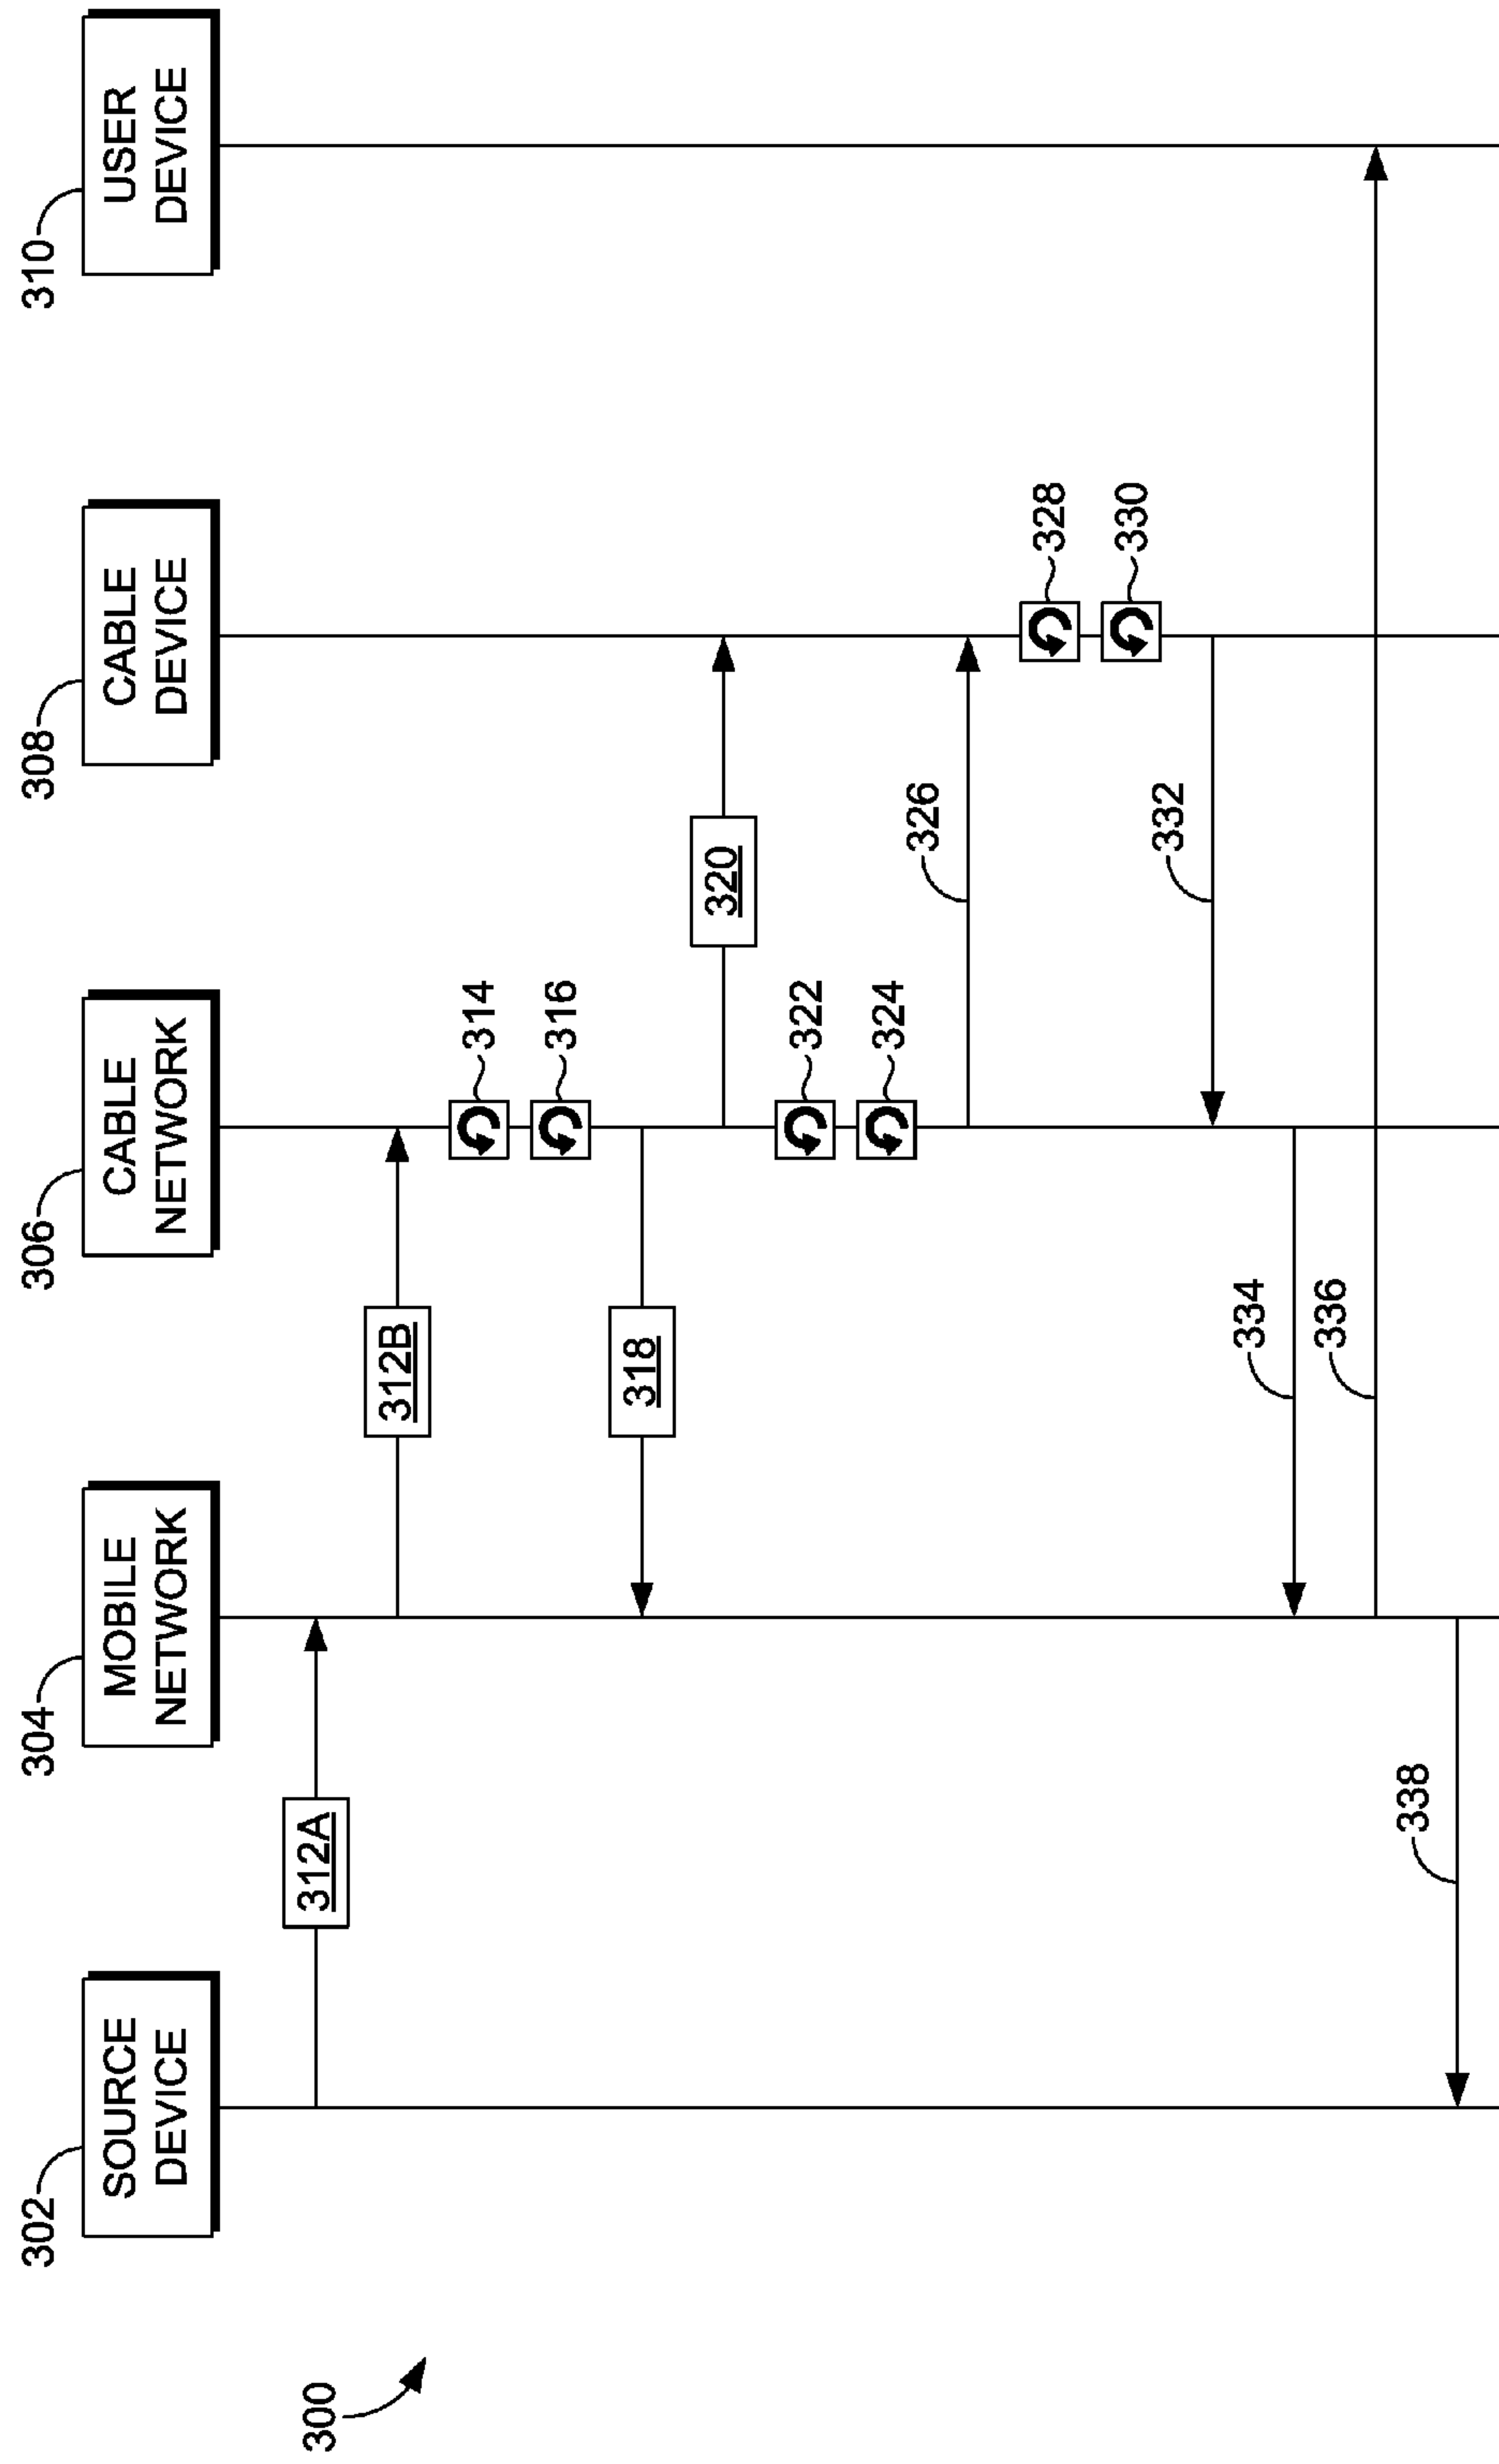 300
302
SOURCE
DEVICE
304
MOBILE
NETWORK
306
CABLE
NETWORK
308
CABLE
DEVICE
310
USER
DEVICE
312A
312B
314
316
318
320
322
324
326
328
330
332
334
336
338